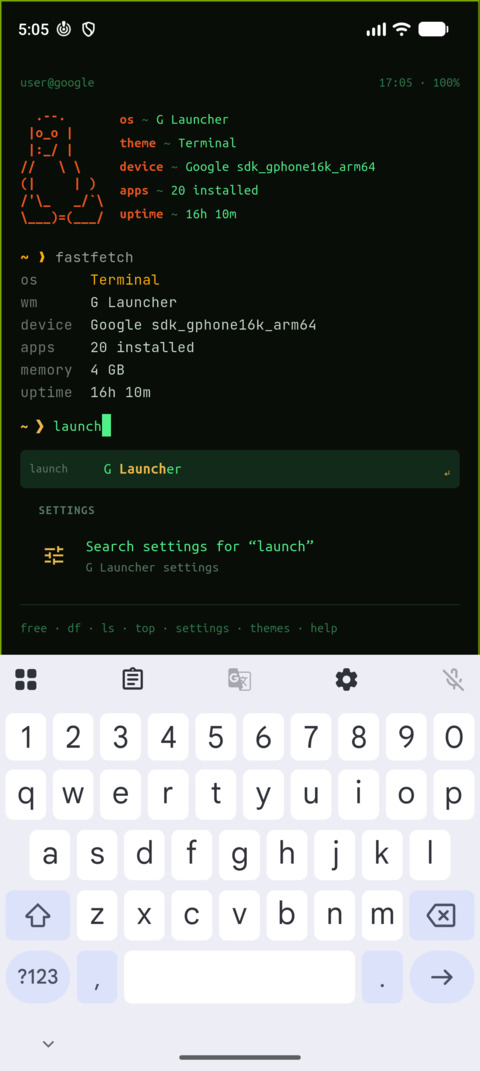 5:05
user@google 17:05 · 100%
os ~ G Launcher
theme ~ Terminal
device ~ Google sdk_gphone16k_arm64
apps ~ 20 installed
uptime ~ 16h 10m
.--.
|o_o |
|:_/ |
//   \ \
(|     | )
/'\_   _/`\
\___)=(___/
~ ❯ fastfetch
os Terminal
wm G Launcher
device Google sdk_gphone16k_arm64
apps 20 installed
memory 4 GB
uptime 16h 10m
~ ❯ launch
launch G Launcher ↵
SETTINGS
Search settings for “launch”
G Launcher settings
free · df · ls · top · settings · themes · help
1 2 3 4 5 6 7 8 9 0
q w e r t y u i o p
a s d f g h j k l
z x c v b n m
?123 , .